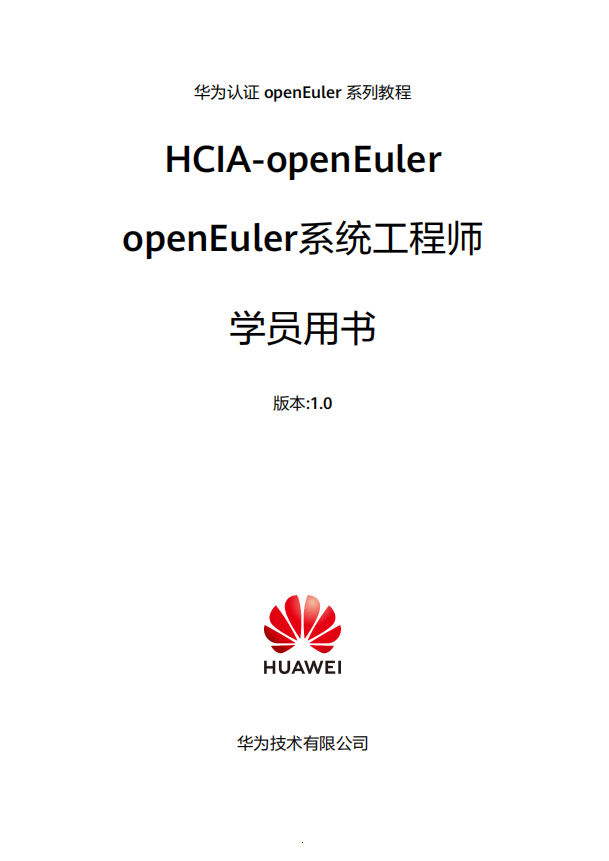 华为认证 openEuler 系列教程
HCIA-openEuler
openEuler系统工程师
学员用书
版本:1.0
HUAWEI
华为技术有限公司